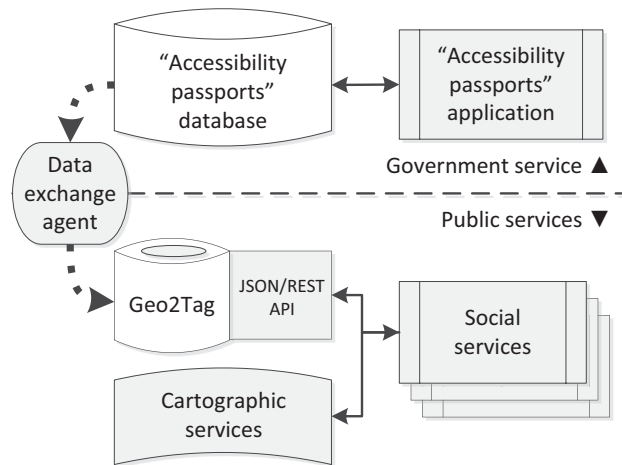 “Accessibility
passports”
database
“Accessibility
passports”
application
Data
exchange
agent
Government service ▲
Public services ▼
Geo2Tag
JSON/REST
API
Social
services
Cartographic
services